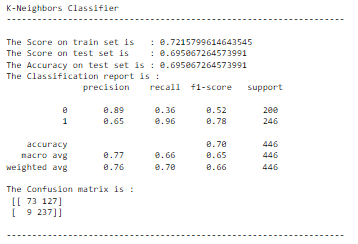 K-Neighbors Classifier
--------------------------------------------------------------------------------
The Score on train set is   : 0.7215799614643545
The Score on test set is    : 0.695067264573991
The Accuracy on test set is : 0.695067264573991
The Classification report is :
              precision    recall  f1-score   support
           0       0.89      0.36      0.52       200
           1       0.65      0.96      0.78       246
    accuracy                           0.70       446
   macro avg       0.77      0.66      0.65       446
weighted avg       0.76      0.70      0.66       446
The Confusion matrix is :
 [[ 73 127]
 [  9 237]]
--------------------------------------------------------------------------------